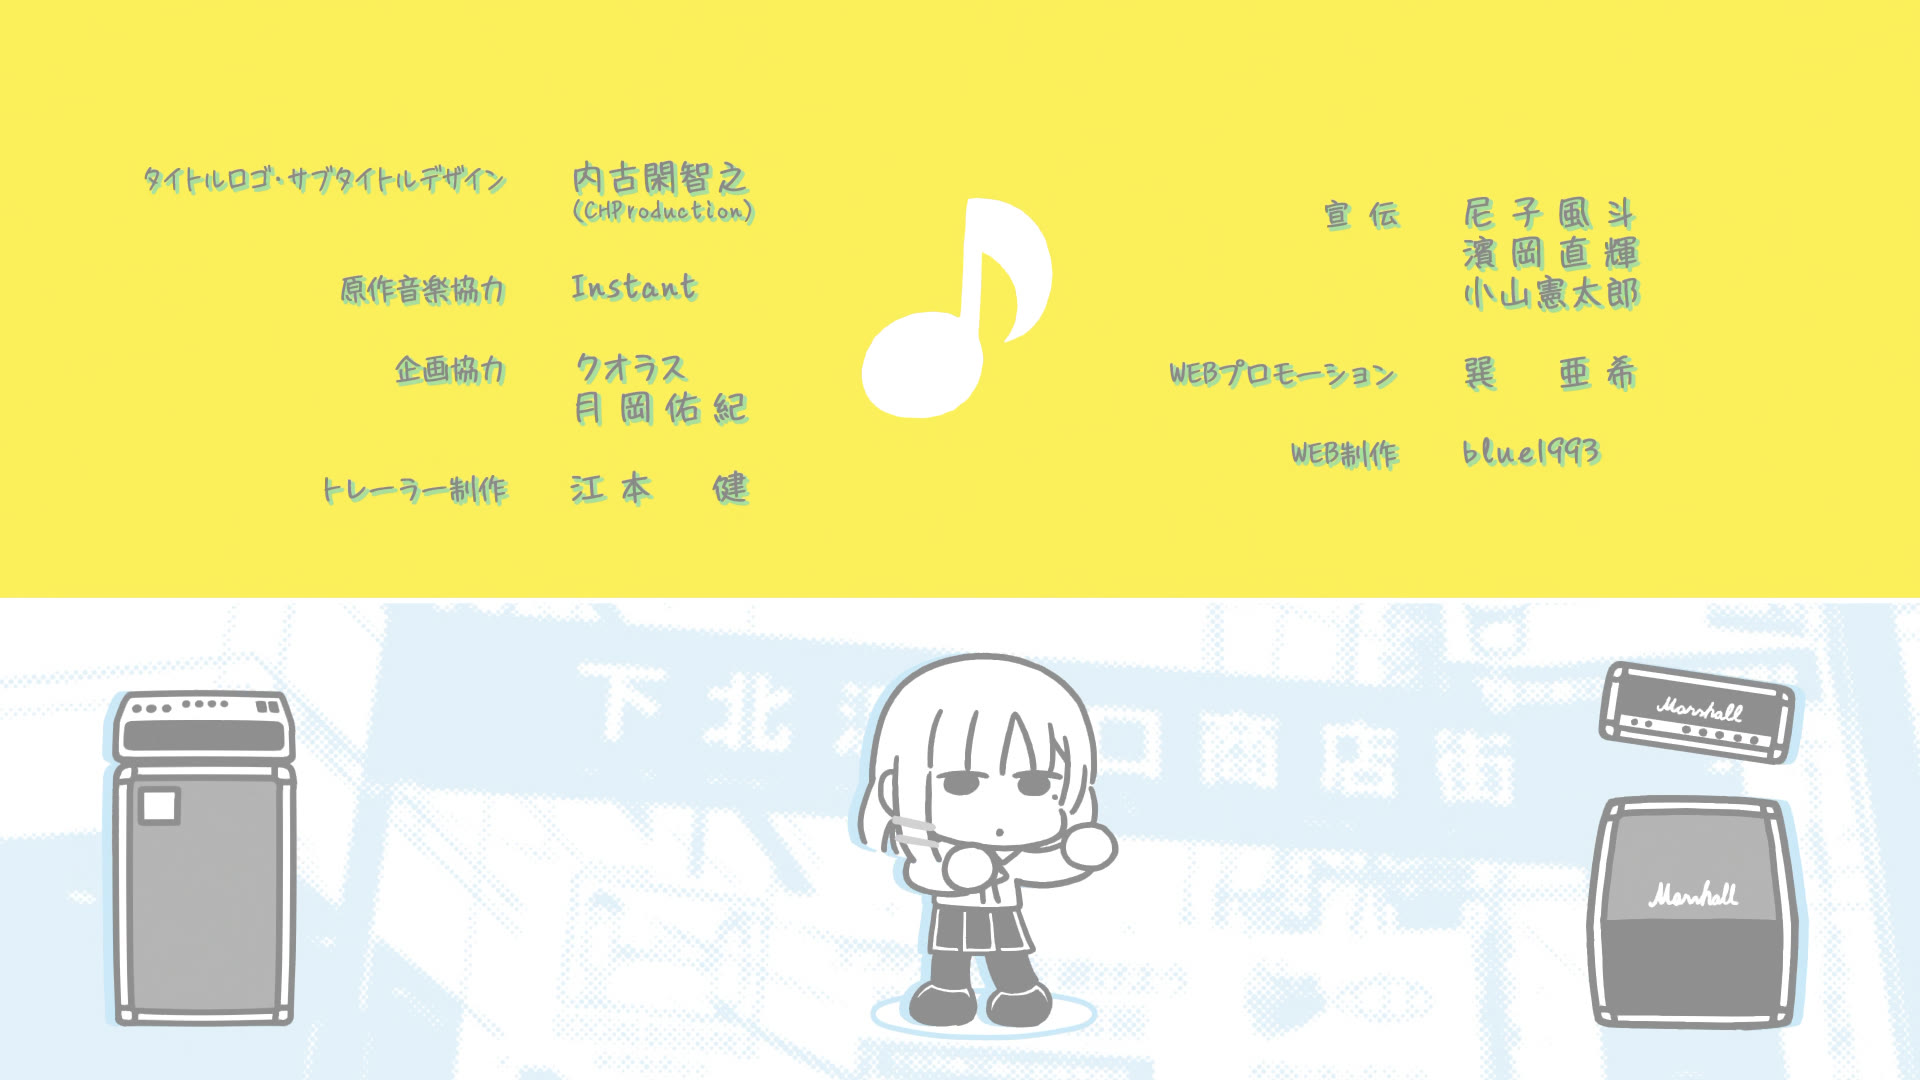 タイトルロゴ・サブタイトルデザイン 内古閑智之
(CHProduction)
原作音楽協力 Instant
企画協力 クオラス
月岡佑紀
トレーラー制作 江本 健
宣伝 尼子風斗
濱岡直輝
小山憲太郎
WEBプロモーション 巽 亜希
WEB制作 blue1993
下北 口商店街
Marshall
Marshall